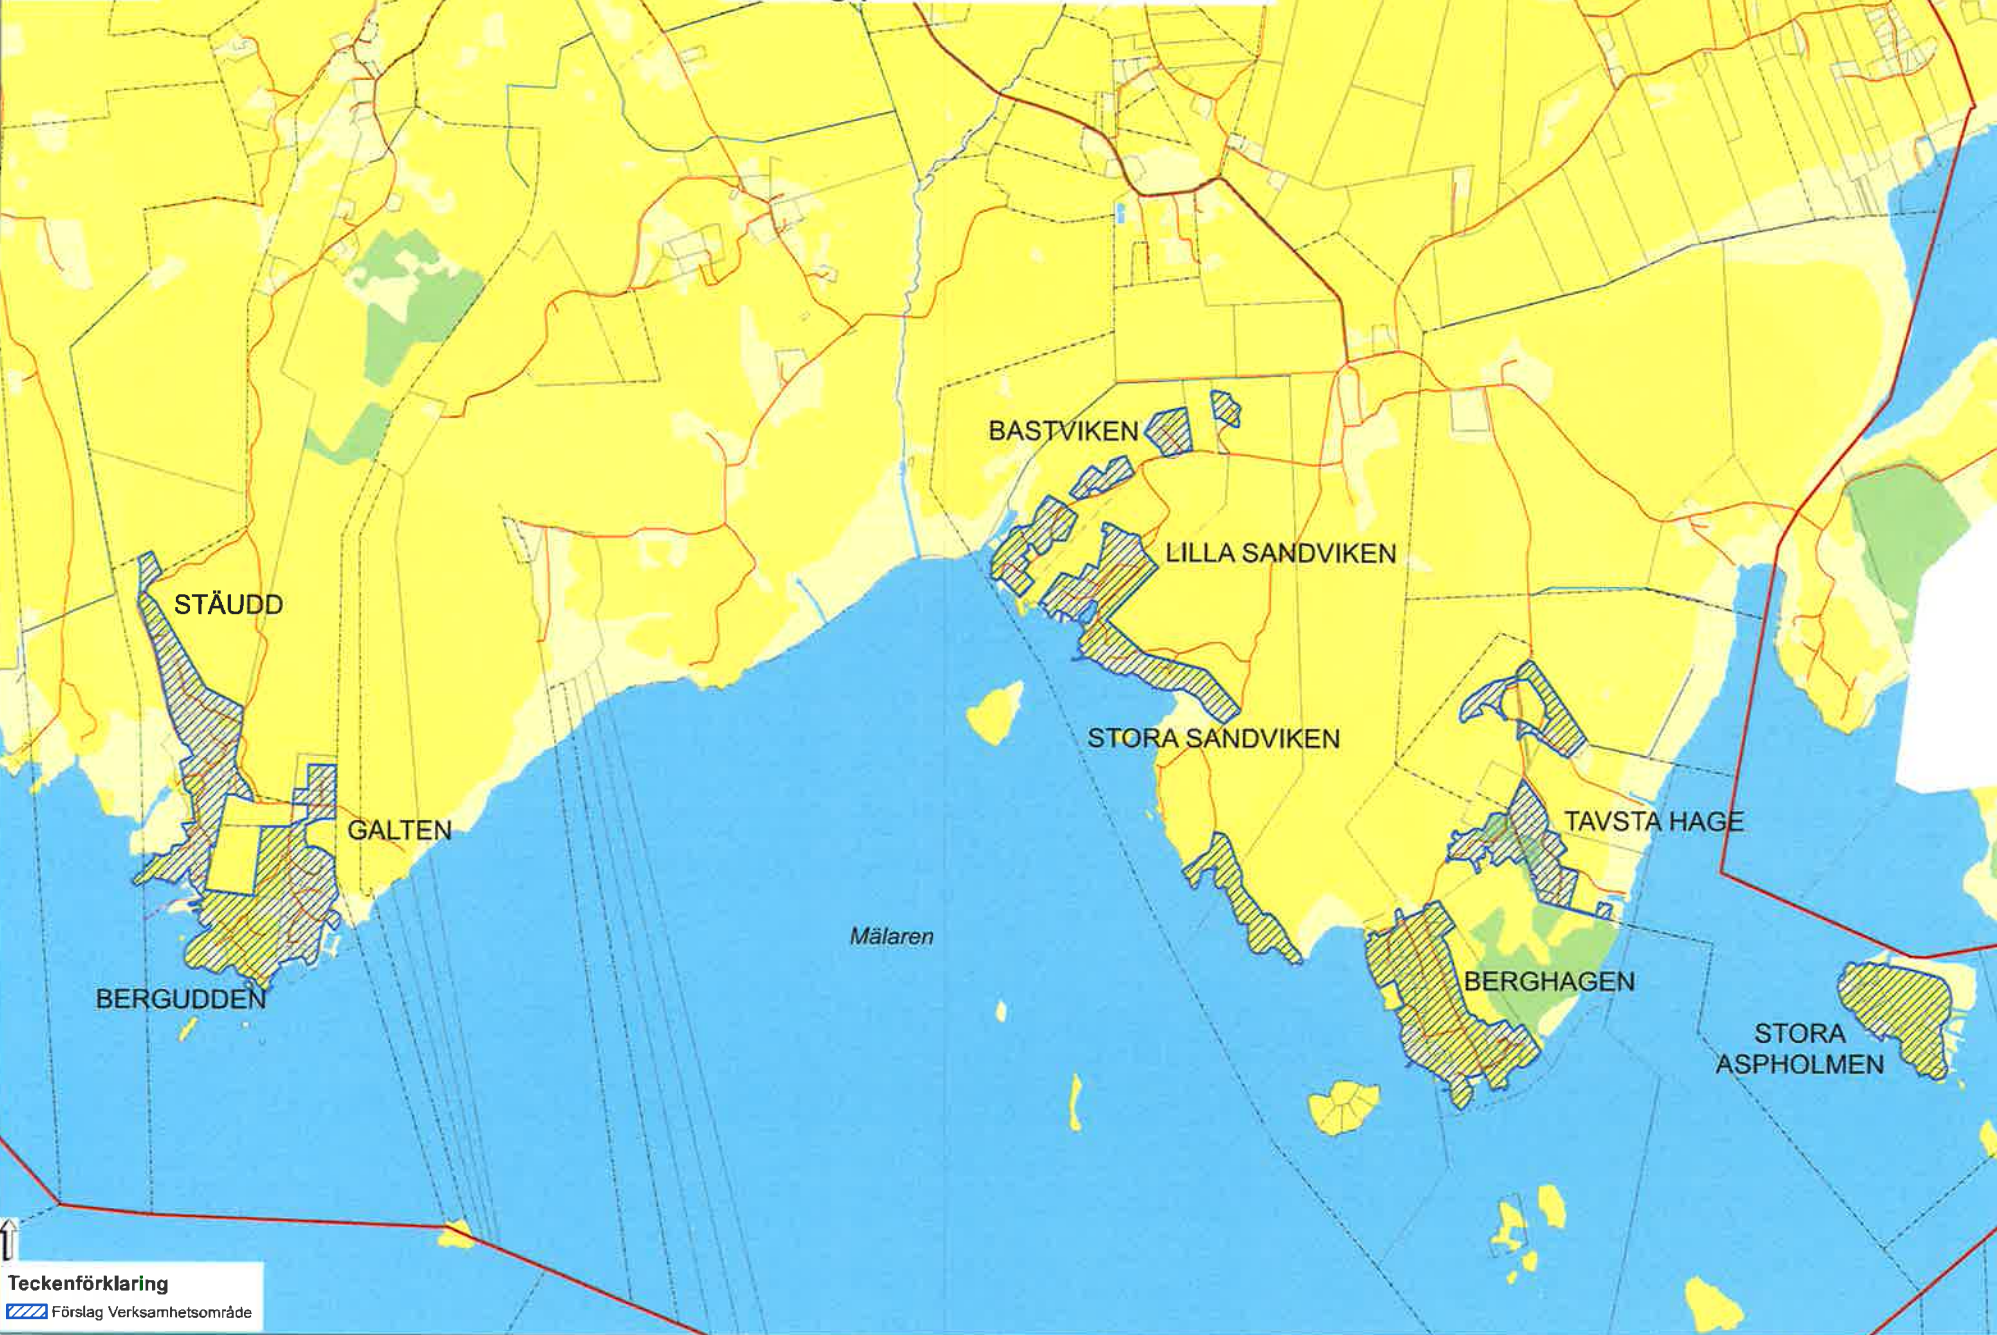 BASTVIKEN
LILLA SANDVIKEN
STÄUDD
STORA SANDVIKEN
GALTEN
TAVSTA HAGE
Mälaren
BERGHAGEN
BERGUDDEN
STORA
ASPHOLMEN
Teckenförklaring
Förslag Verksamhetsområde